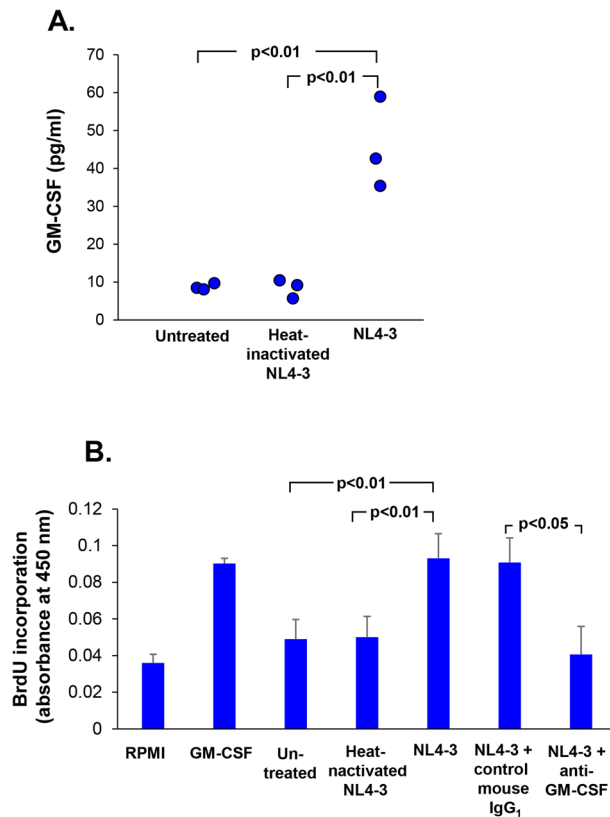 A.
GM-CSF (pg/ml)
70
60
50
40
30
20
10
0
p<0.01
p<0.01
Untreated
Heat-
inactivated
NL4-3
NL4-3
B.
BrdU incorporation
(absorbance at 450 nm)
0.12
0.1
0.08
0.06
0.04
0.02
0
p<0.01
p<0.01
p<0.05
RPMI
GM-CSF
Un-
treated
Heat-
nactivated
NL4-3
NL4-3
NL4-3 +
control
mouse
IgG₁
NL4-3 +
anti-
GM-CSF